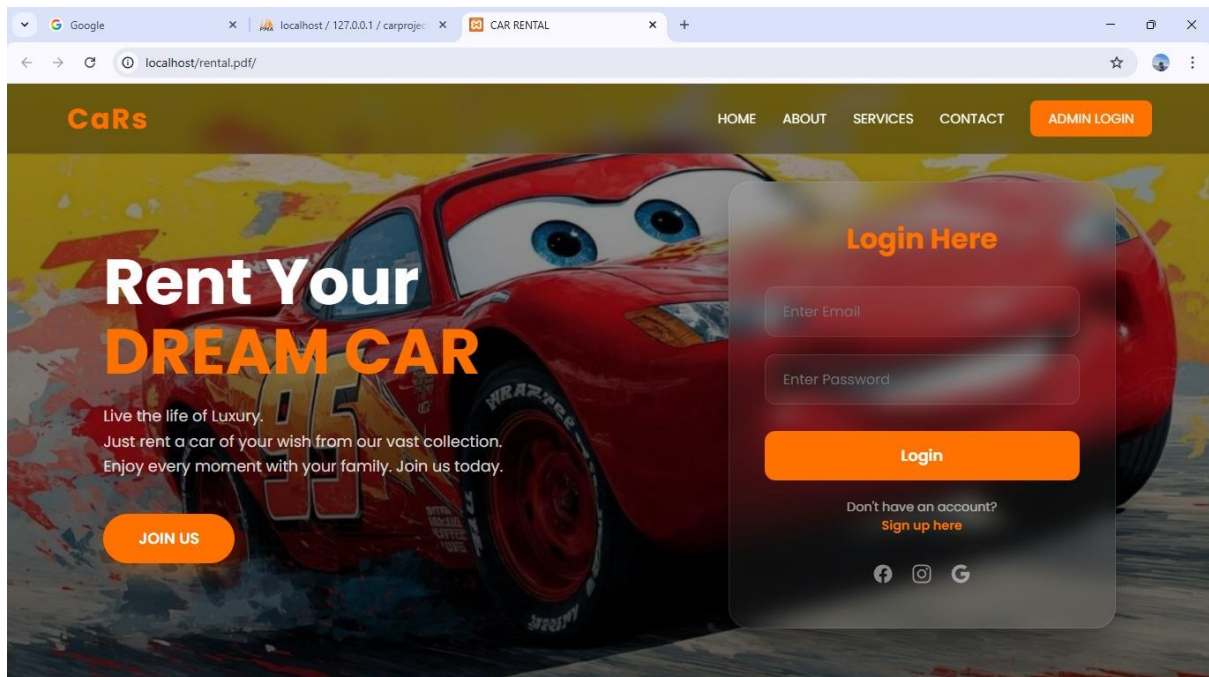 Google
localhost / 127.0.0.1 / carprojec
CAR RENTAL
localhost/rental.pdf/
CaRs
HOME ABOUT SERVICES CONTACT ADMIN LOGIN
Rent Your
DREAM CAR
Live the life of Luxury.
Just rent a car of your wish from our vast collection.
Enjoy every moment with your family. Join us today.
JOIN US
95
Login Here
Enter Email
Enter Password
Login
Don't have an account?
Sign up here